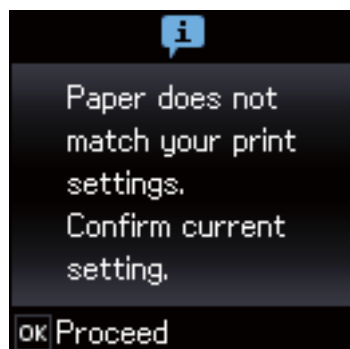 Paper does not
match your print
settings.
Confirm current
setting.
OK Proceed